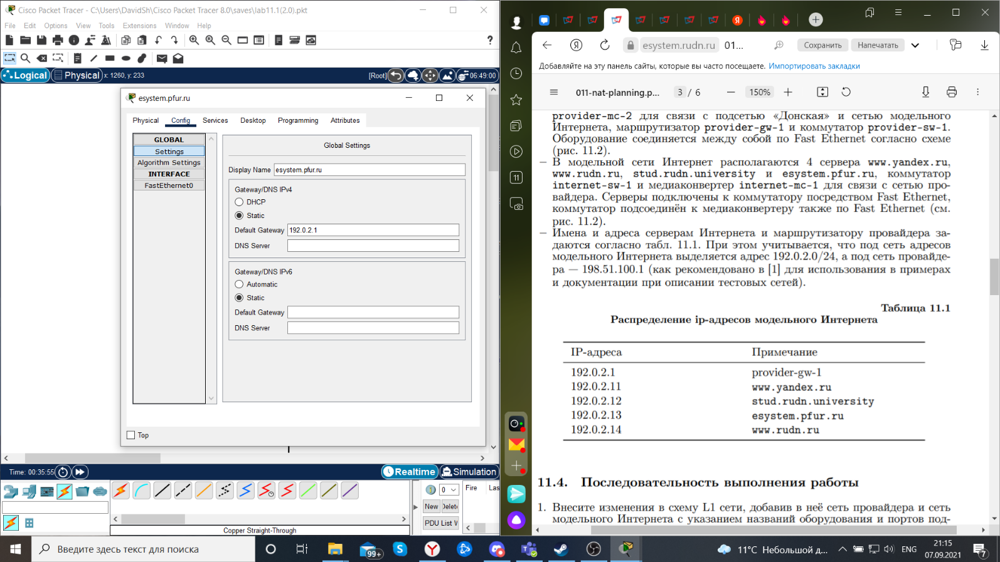 Cisco Packet Tracer - C:\Users\DavidSh\Cisco Packet Tracer 8.0\saves\lab11.1(2.0).pkt
File Edit Options View Tools Extensions Window Help
?
Logical Physical x: 1260, y: 233 [Root] 06:49:00
esystem.pfur.ru
Physical Config Services Desktop Programming Attributes
GLOBAL
Settings
Algorithm Settings
INTERFACE
FastEthernet0
Global Settings
Display Name esystem.pfur.ru
Gateway/DNS IPv4
DHCP
Static
Default Gateway 192.0.2.1
DNS Server
Gateway/DNS IPv6
Automatic
Static
Default Gateway
DNS Server
Top
Time: 00:35:55 Realtime Simulation
0 Fire Las
New Delete
PDU List W
Copper Straight-Through
esystem.rudn.ru 01... Сохранить Напечатать
Добавляйте на эту панель сайты, которые вы часто посещаете. Импортировать закладки
011-nat-planning.p... 3 / 6 — 150% +
11
provider-mc-2 для связи с подсетью «Донская» и сетью модельного
Интернета, маршрутизатор provider-gw-1 и коммутатор provider-sw-1.
Оборудование соединяется между собой по Fast Ethernet согласно схеме
(рис. 11.2).
— В модельной сети Интернет располагаются 4 сервера www.yandex.ru,
www.rudn.ru, stud.rudn.university и esystem.pfur.ru, коммутатор
internet-sw-1 и медиаконвертер internet-mc-1 для связи с сетью про-
вайдера. Серверы подключены к коммутатору посредством Fast Ethernet,
коммутатор подсоединён к медиаконвертеру также по Fast Ethernet (см.
рис. 11.2).
— Имена и адреса серверам Интернета и маршрутизатору провайдера за-
даются согласно табл. 11.1. При этом учитывается, что под сеть адресов
модельного Интернета выделяется адрес 192.0.2.0/24, а под сеть провайде-
ра — 198.51.100.1 (как рекомендовано в [1] для использования в примерах
и документации при описании тестовых сетей).
Таблица 11.1
Распределение ip-адресов модельного Интернета
IP-адреса Примечание
192.0.2.1 provider-gw-1
192.0.2.11 www.yandex.ru
192.0.2.12 stud.rudn.university
192.0.2.13 esystem.pfur.ru
192.0.2.14 www.rudn.ru
11.4. Последовательность выполнения работы
1. Внесите изменения в схему L1 сети, добавив в неё сеть провайдера и сеть
модельного Интернета с указанием названий оборудования и портов под-
Введите здесь текст для поиска 99+ 11°C Небольшой д... ENG 21:15
07.09.2021 7